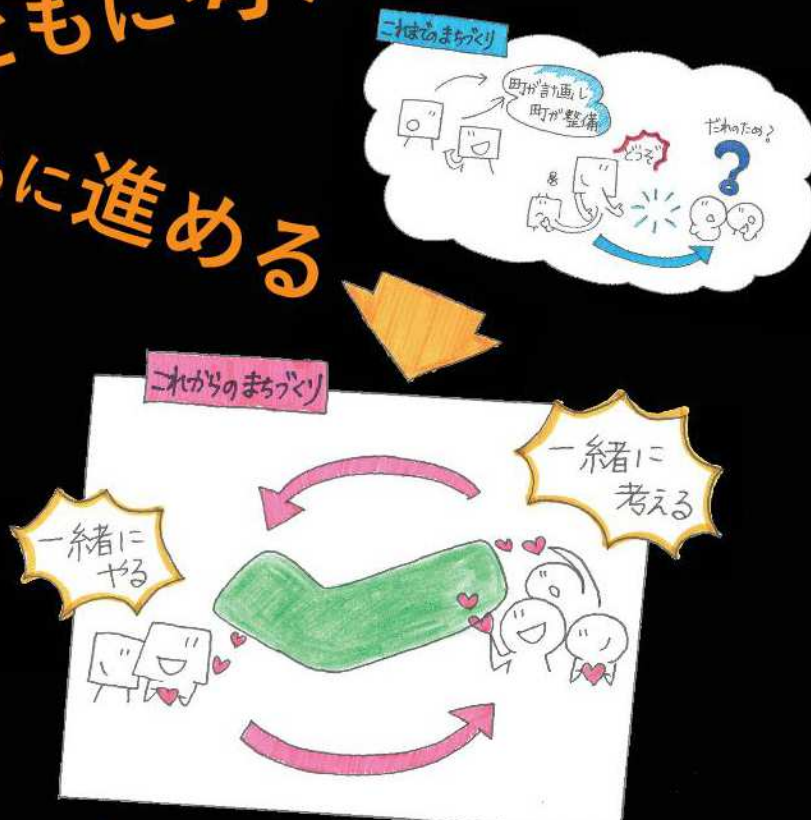 ともに
に進める
これまでのまちづくり
町が計画し
町が整備
どうぞ
だれのため?
?
これからのまちづくり
一緒に
考える
一緒に
やる